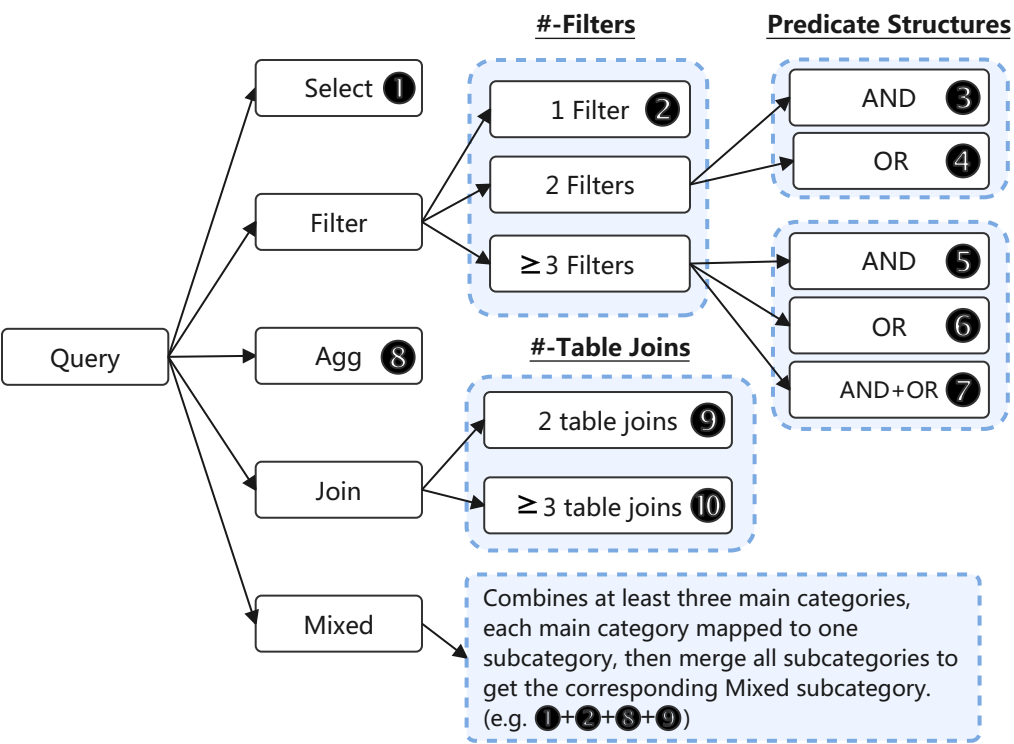 #-Filters
Predicate Structures
Select ❶
1 Filter ❷
AND ❸
OR ❹
2 Filters
Filter
≥3 Filters
AND ❺
OR ❻
AND+OR ❼
Query
Agg ❽
#-Table Joins
2 table joins ❾
Join
≥3 table joins ❿
Mixed
Combines at least three main categories,
each main category mapped to one
subcategory, then merge all subcategories to
get the corresponding Mixed subcategory.
(e.g. ❶+❷+❽+❾)